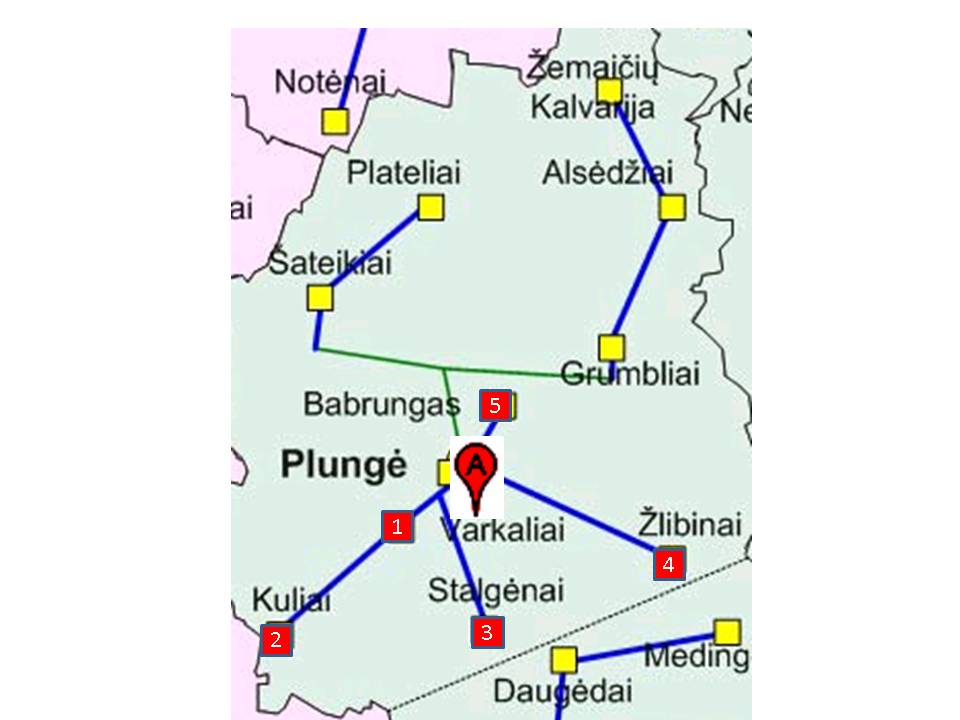 Žemaičių
Notėnai
Kalvarija
Ne
Plateliai
Alsėdžiai
ai
Šateikiai
Grumbliai
Babrungas
5
Plungė
A
1
Varkaliai
Žlibinai
4
Kuliai
Stalgėnai
2
3
Meding
Daugėdai